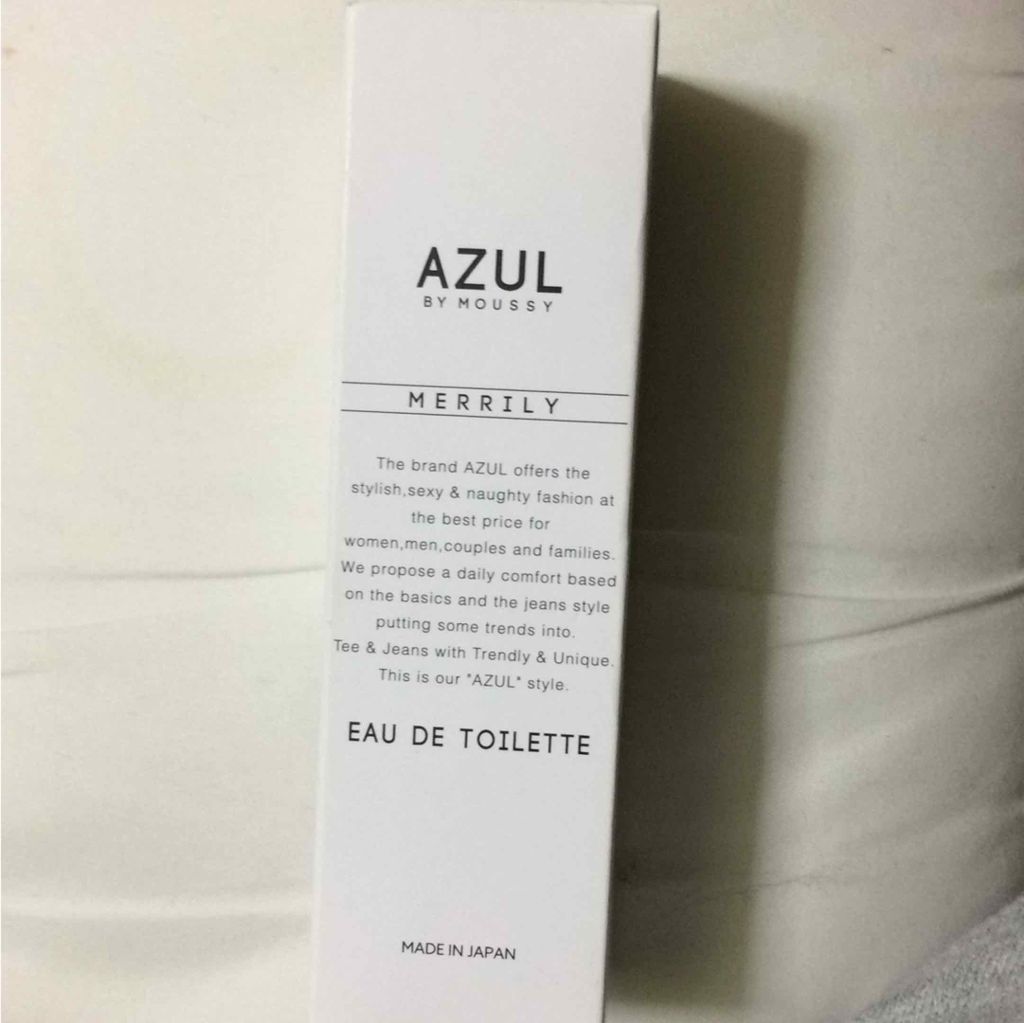 AZUL
BY MOUSSY
MERRILY
The brand AZUL offers the
stylish,sexy & naughty fashion at
the best price for
women,men,couples and families.
We propose a daily comfort based
on the basics and the jeans style
putting some trends into.
Tee & Jeans with Trendly & Unique.
This is our "AZUL" style.
EAU DE TOILETTE
MADE IN JAPAN